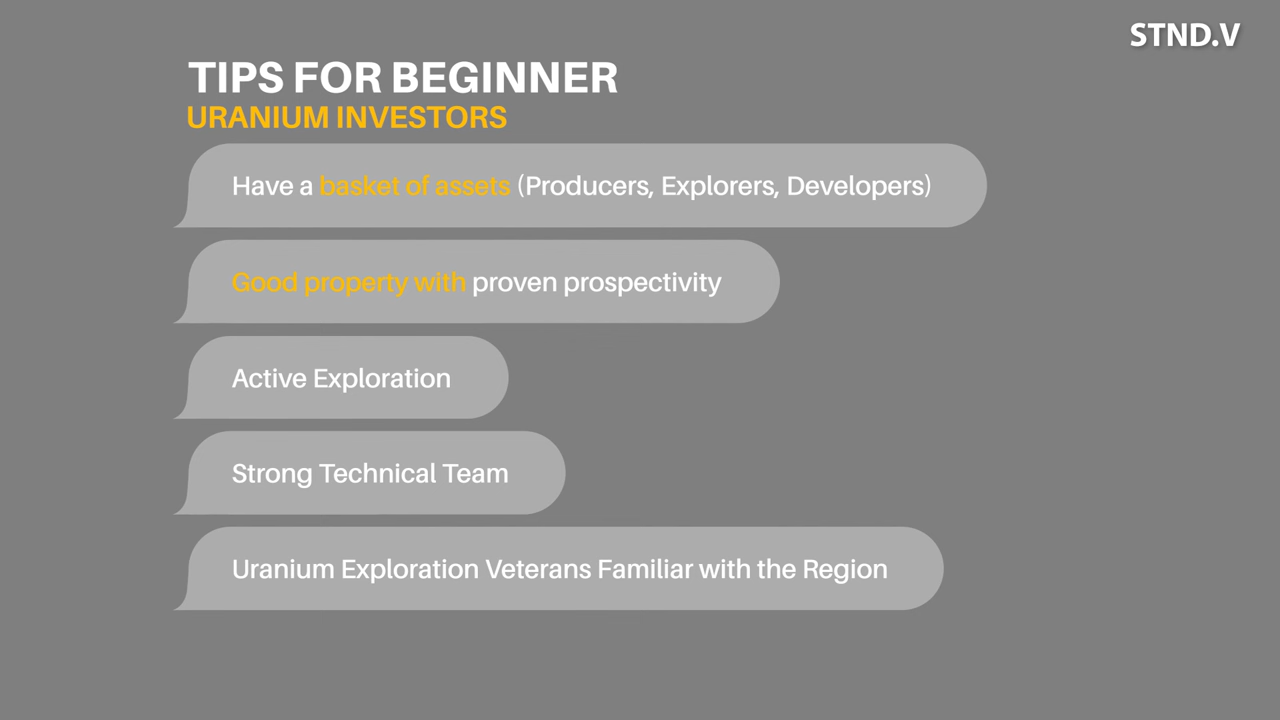 STND.V
TIPS FOR BEGINNER
URANIUM INVESTORS
Have a basket of assets (Producers, Explorers, Developers)
Good property with proven prospectivity
Active Exploration
Strong Technical Team
Uranium Exploration Veterans Familiar with the Region